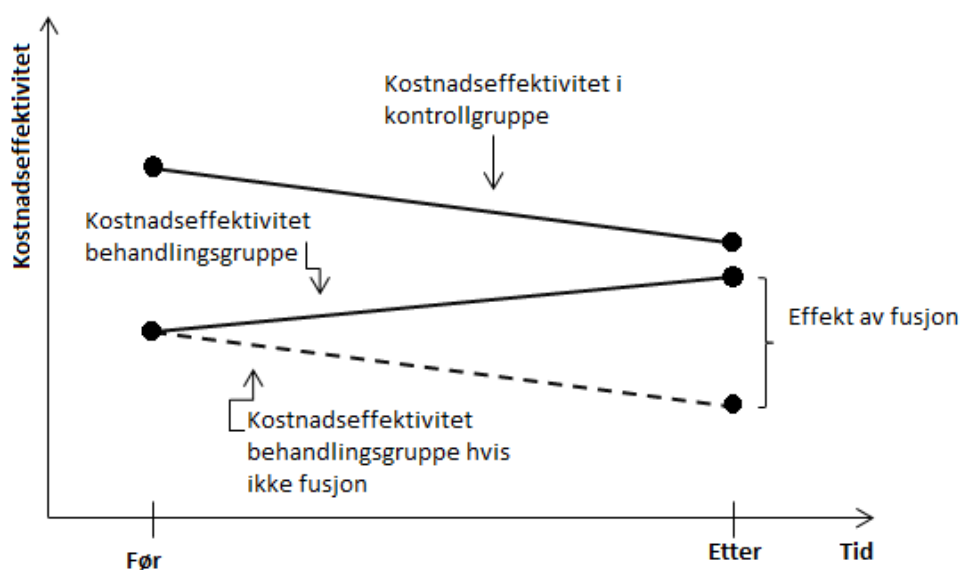 Kostnadseffektivitet
Kostnadseffektivitet i
kontrollgruppe
Kostnadseffektivitet
behandlingsgruppe
Effekt av fusjon
Kostnadseffektivitet
behandlingsgruppe hvis
ikke fusjon
Før
Etter
Tid